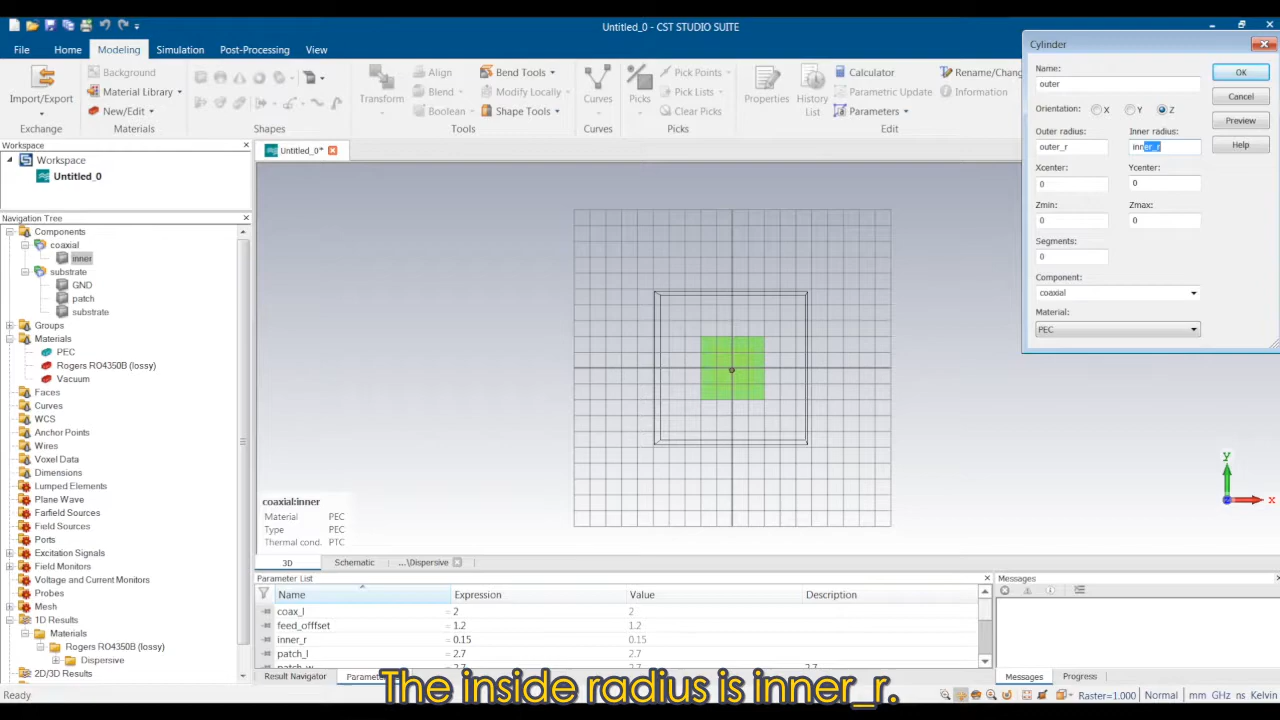 Untitled_0 - CST STUDIO SUITE
File Home Modeling Simulation Post-Processing View
Import/Export
Exchange
Background
Material Library
New/Edit
Materials
Shapes
Transform
Align
Blend
Boolean
Bend Tools
Modify Locally
Shape Tools
Tools
Curves
Curves
Picks
Pick Points
Pick Lists
Clear Picks
Picks
Properties
History
List
Calculator
Parametric Update
Parameters
Rename/Chang
Information
Edit
Workspace
Workspace
Untitled_0
Navigation Tree
Components
coaxial
inner
substrate
GND
patch
substrate
Groups
Materials
PEC
Rogers RO4350B (lossy)
Vacuum
Faces
Curves
WCS
Anchor Points
Wires
Voxel Data
Dimensions
Lumped Elements
Plane Wave
Farfield Sources
Field Sources
Ports
Excitation Signals
Field Monitors
Voltage and Current Monitors
Probes
Mesh
1D Results
Materials
Rogers RO4350B (lossy)
Dispersive
2D/3D Results
Untitled_0*
coaxial:inner
Material PEC
Type PEC
Thermal cond. PTC
y
x
3D Schematic ...\Dispersive
Cylinder
Name:
outer
OK
Cancel
Preview
Help
Orientation: X Y Z
Outer radius: Inner radius:
outer_r inner_r
Xcenter: Ycenter:
0 0
Zmin: Zmax:
0 0
Segments:
0
Component:
coaxial
Material:
PEC
Parameter List
Name Expression Value Description
coax_l = 2 2
feed_offfset = 1.2 1.2
inner_r = 0.15 0.15
patch_l = 2.7 2.7
Result Navigator
Messages
Messages Progress
The inside radius is inner_r.
Ready
Raster=1.000 Normal mm GHz ns Kelvin